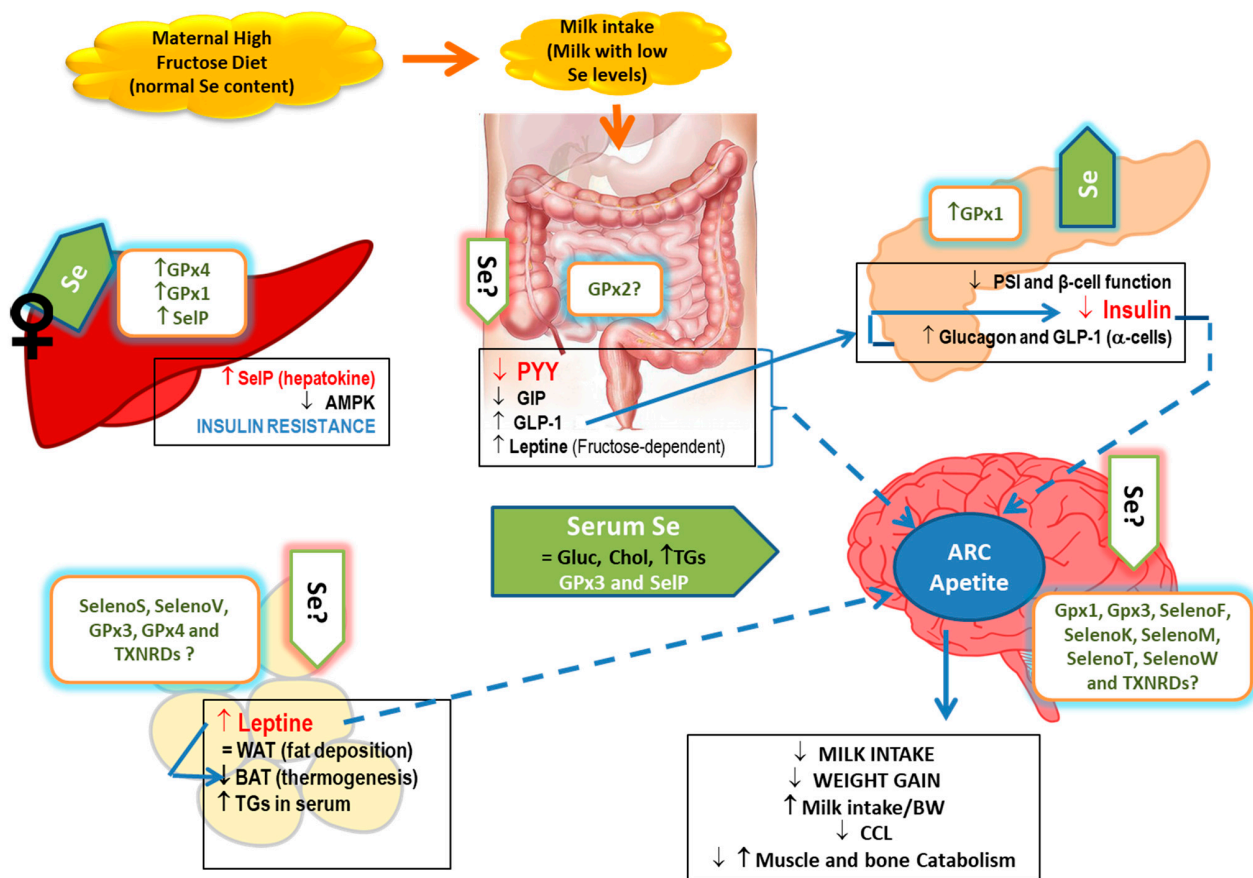 Maternal High
Fructose Diet
(normal Se content)
Milk intake
(Milk with low
Se levels)
Se
↑GPx4
↑GPx1
↑SelP
↑ SelP (hepatokine)
↓ AMPK
INSULIN RESISTANCE
Se?
GPx2?
↓ PYY
↓ GIP
↑ GLP-1
↑ Leptine (Fructose-dependent)
Se
↑GPx1
↓ PSI and β-cell function
↓ Insulin
↑ Glucagon and GLP-1 (α-cells)
Serum Se
= Gluc, Chol, ↑TGs
GPx3 and SelP
Se?
ARC
Apetite
Gpx1, Gpx3, SelenoF,
SelenoK, SelenoM,
SelenoT, SelenoW
and TXNRDs?
Se?
SelenoS, SelenoV,
GPx3, GPx4 and
TXNRDs ?
↑ Leptine
= WAT (fat deposition)
↓ BAT (thermogenesis)
↑ TGs in serum
↓ MILK INTAKE
↓ WEIGHT GAIN
↑ Milk intake/BW
↓ CCL
↓ ↑ Muscle and bone Catabolism